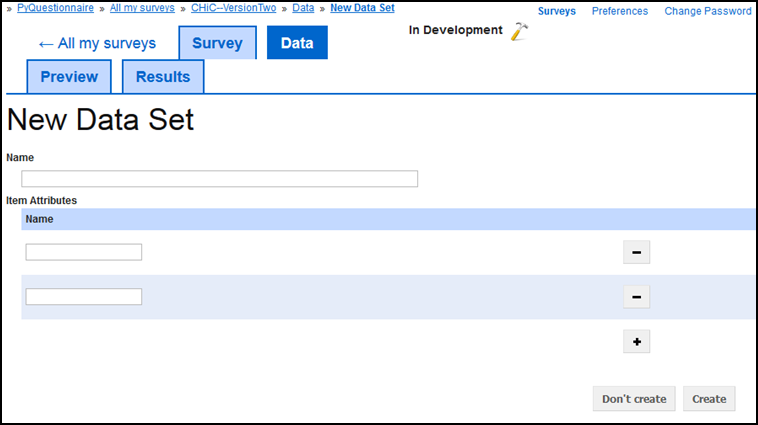 » PyQuestionnaire » All my surveys » CHiC--VersionTwo » Data » New Data Set
Surveys Preferences Change Password
In Development
← All my surveys Survey Data
Preview Results
New Data Set
Name
Item Attributes
Name
−
−
+
Don't create Create